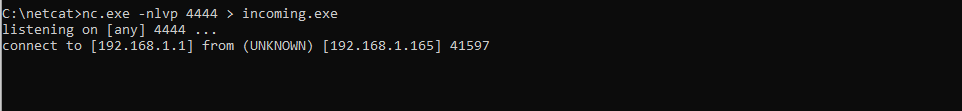 C:\netcat>nc.exe -nlvp 4444 > incoming.exe
listening on [any] 4444 ...
connect to [192.168.1.1] from (UNKNOWN) [192.168.1.165] 41597